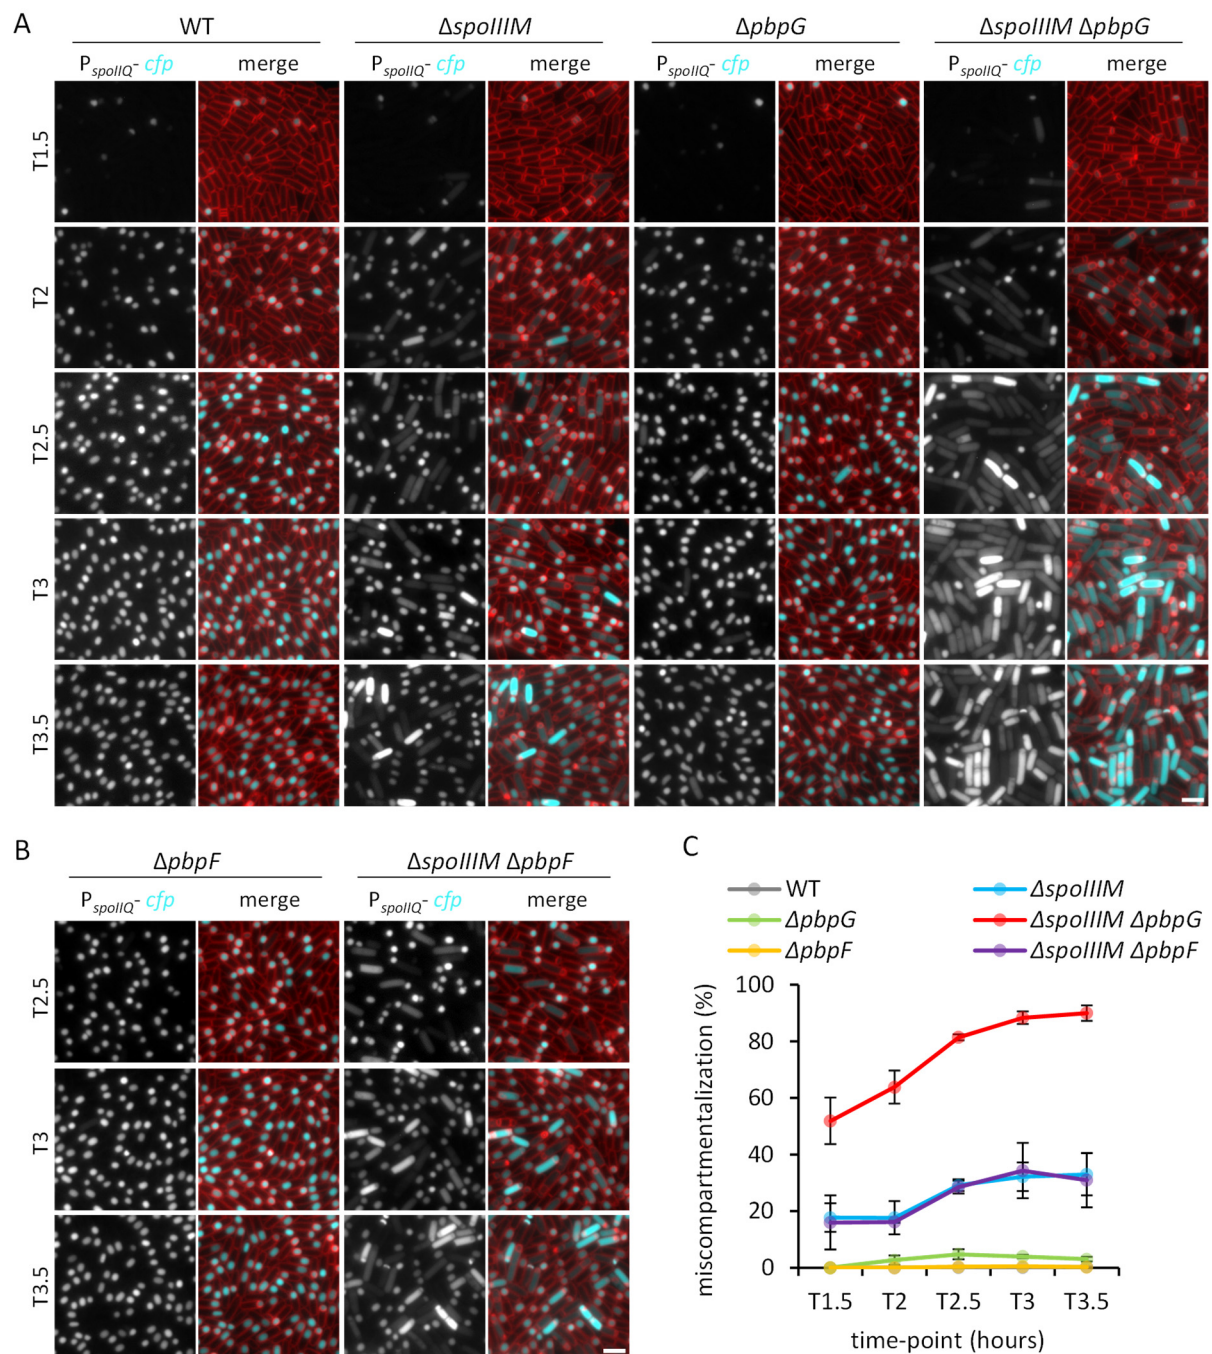 A
WT ΔspoIIIM ΔpbpG ΔspoIIIM ΔpbpG
PspoIIQ- cfp merge PspoIIQ- cfp merge PspoIIQ- cfp merge PspoIIQ- cfp merge
T1.5
T2
T2.5
T3
T3.5
B
ΔpbpF ΔspoIIIM ΔpbpF
PspoIIQ- cfp merge PspoIIQ- cfp merge
T2.5
T3
T3.5
C
WT ΔspoIIIM
ΔpbpG ΔspoIIIM ΔpbpG
ΔpbpF ΔspoIIIM ΔpbpF
miscompartmentalization (%)
100
80
60
40
20
0
T1.5 T2 T2.5 T3 T3.5
time-point (hours)